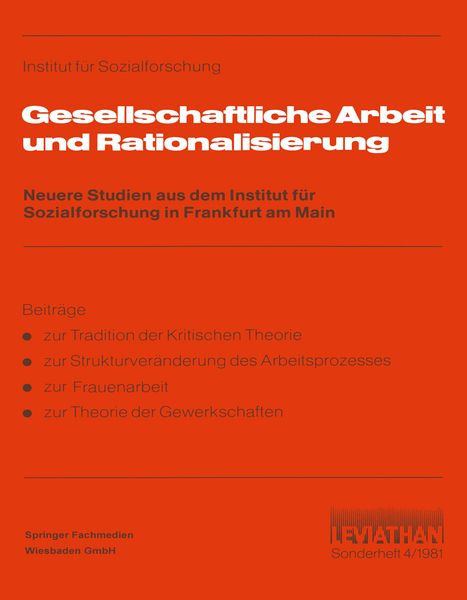 Institut für Sozialforschung
Gesellschaftliche Arbeit
und Rationalisierung
Neuere Studien aus dem Institut für
Sozialforschung in Frankfurt am Main
Beiträge
● zur Tradition der Kritischen Theorie
● zur Strukturveränderung des Arbeitsprozesses
● zur Frauenarbeit
● zur Theorie der Gewerkschaften
Springer Fachmedien
Wiesbaden GmbH
LEVIATHAN
Sonderheft 4/1981